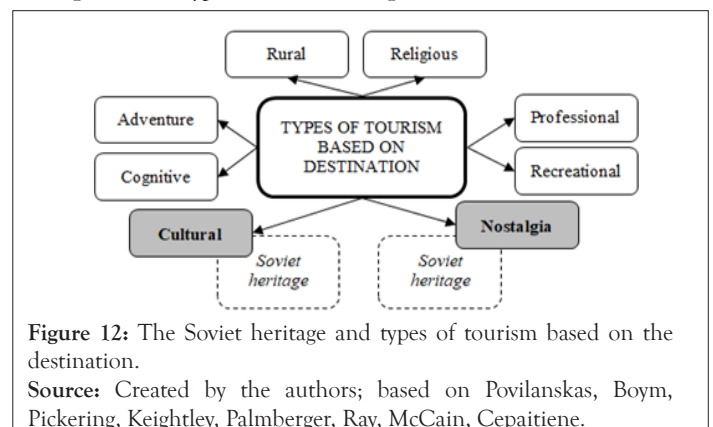 Rural
Religious
Adventure
TYPES OF TOURISM
BASED ON
DESTINATION
Professional
Cognitive
Recreational
Cultural
Nostalgia
Soviet
heritage
Soviet
heritage
Figure 12: The Soviet heritage and types of tourism based on the
destination.
Source: Created by the authors; based on Povilanskas, Boym,
Pickering, Keightley, Palmberger, Ray, McCain, Cepaitiene.